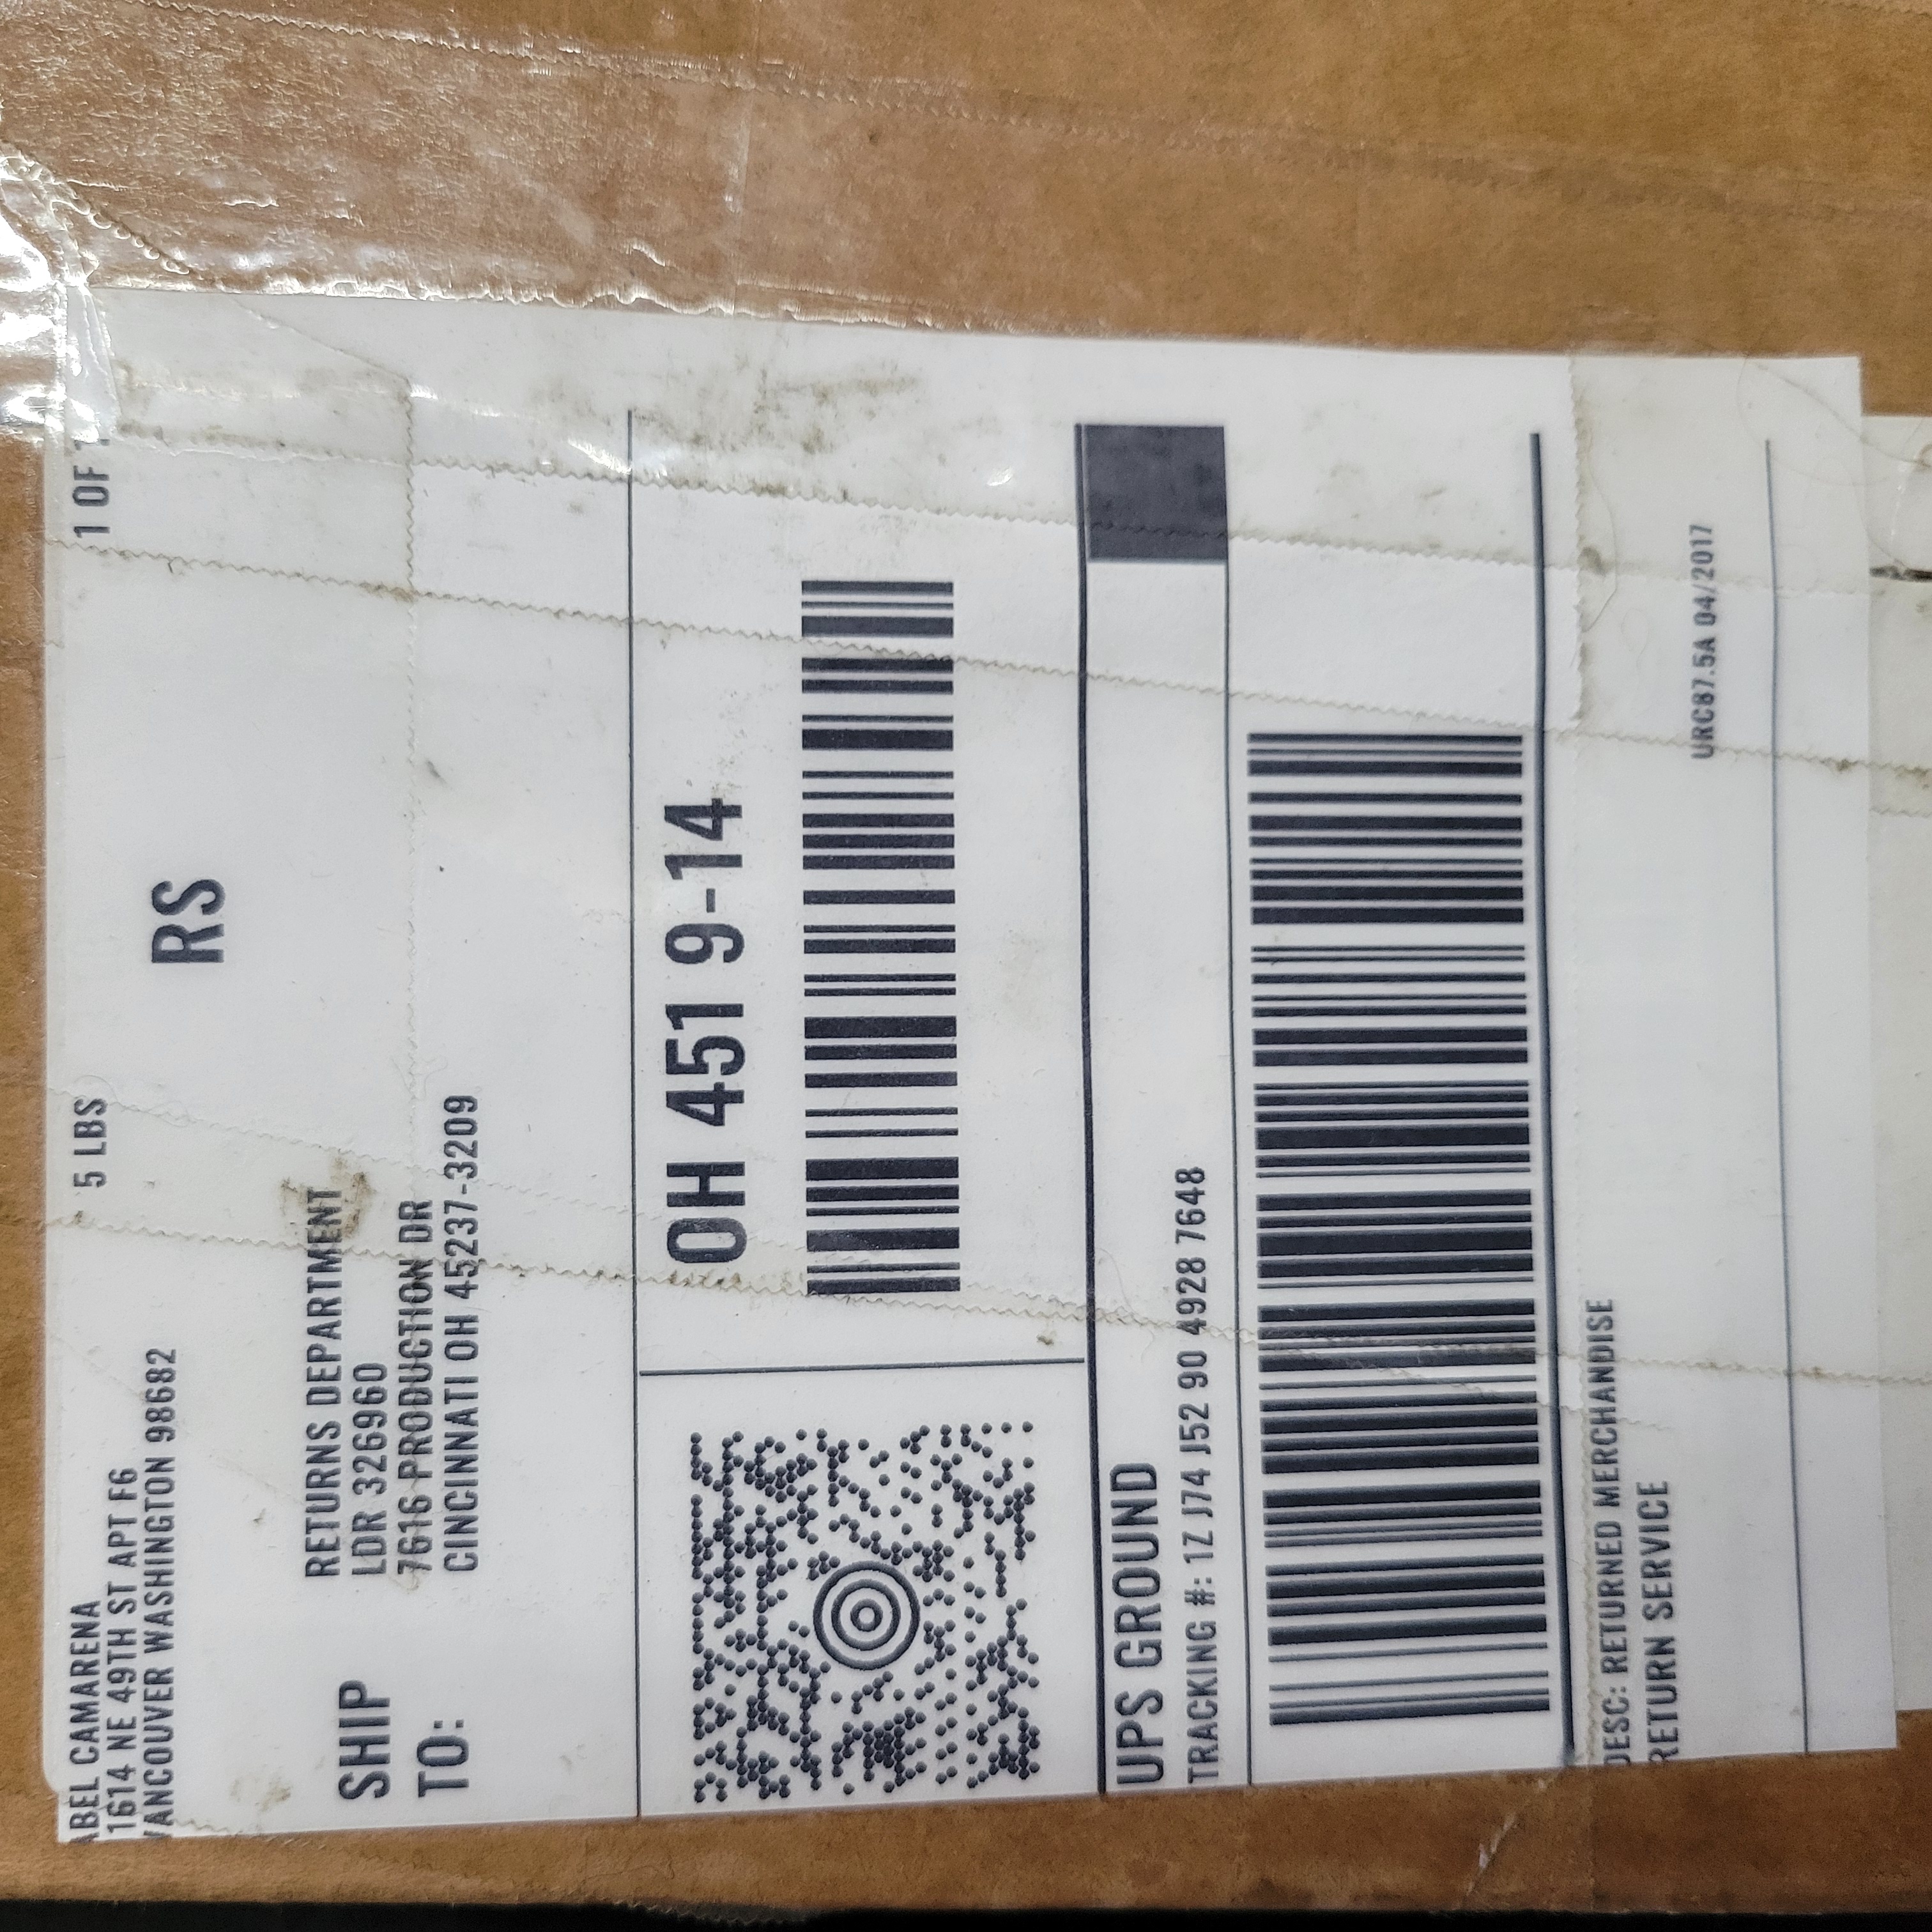 ABEL CAMARENA
1614 NE 49TH ST APT F6
VANCOUVER WASHINGTON 98682
5 LBS
1 OF 1
RS
SHIP
TO:
RETURNS DEPARTMENT
LDR 326960
7616 PRODUCTION DR
CINCINNATI OH 45237-3209
OH 451 9-14
UPS GROUND
TRACKING #: 1Z J74 J52 90 4928 7648
DESC: RETURNED MERCHANDISE
RETURN SERVICE
URC87.5A 04/2017